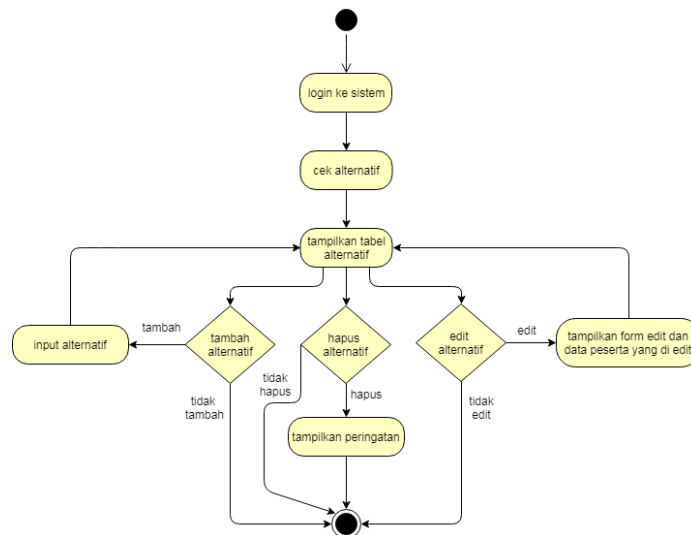 login ke sistem
cek alternatif
tampilkan tabel
alternatif
input alternatif
tambah
tambah
alternatif
hapus
alternatif
edit
alternatif
edit
tampilkan form edit dan
data peserta yang di edit
tidak
tambah
tidak
hapus
hapus
tidak
edit
tampilkan peringatan